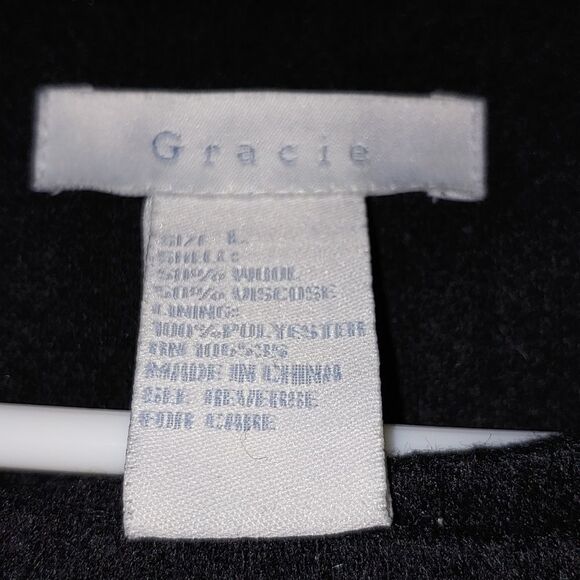 Gracie
SIZE L
SHELL:
50% WOOL
50% VISCOSE
LINING:
100%POLYESTER
RN 106535
MADE IN CHINA
SEE REVERSE
FOR CARE